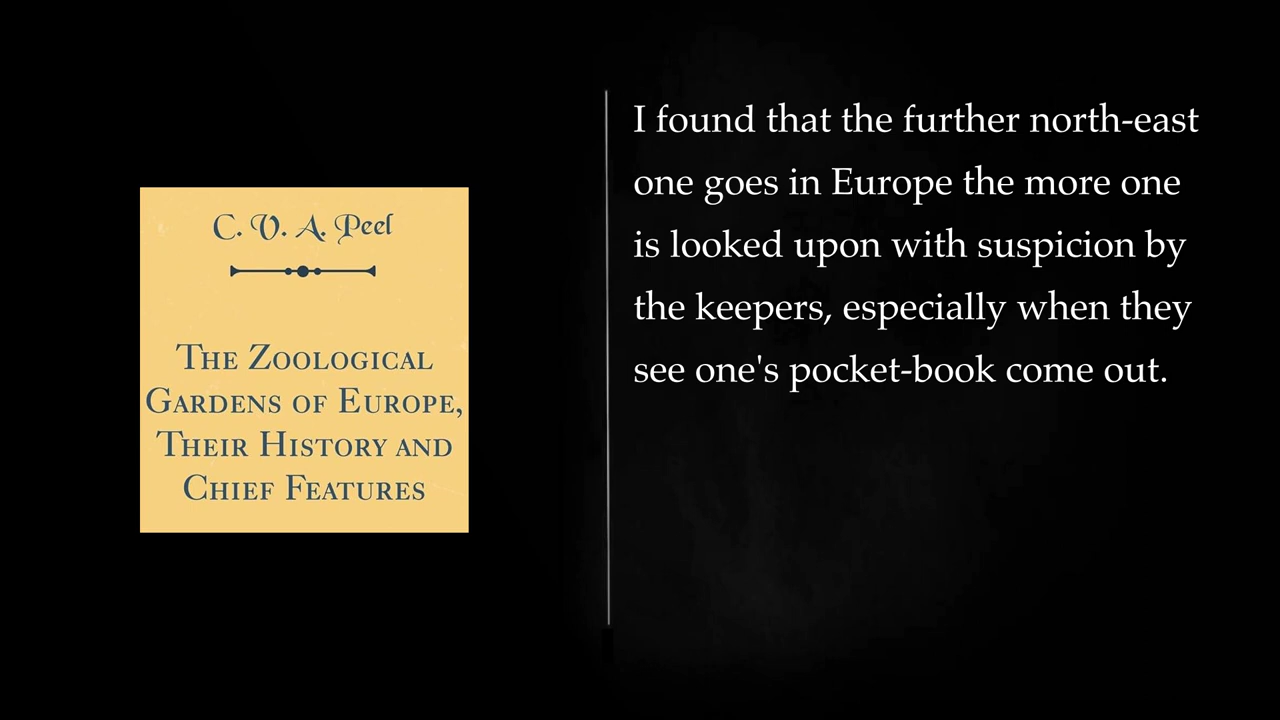 C. V. A. Peel
The Zoological
Gardens of Europe,
Their History and
Chief Features
I found that the further north-east
one goes in Europe the more one
is looked upon with suspicion by
the keepers, especially when they
see one's pocket-book come out.